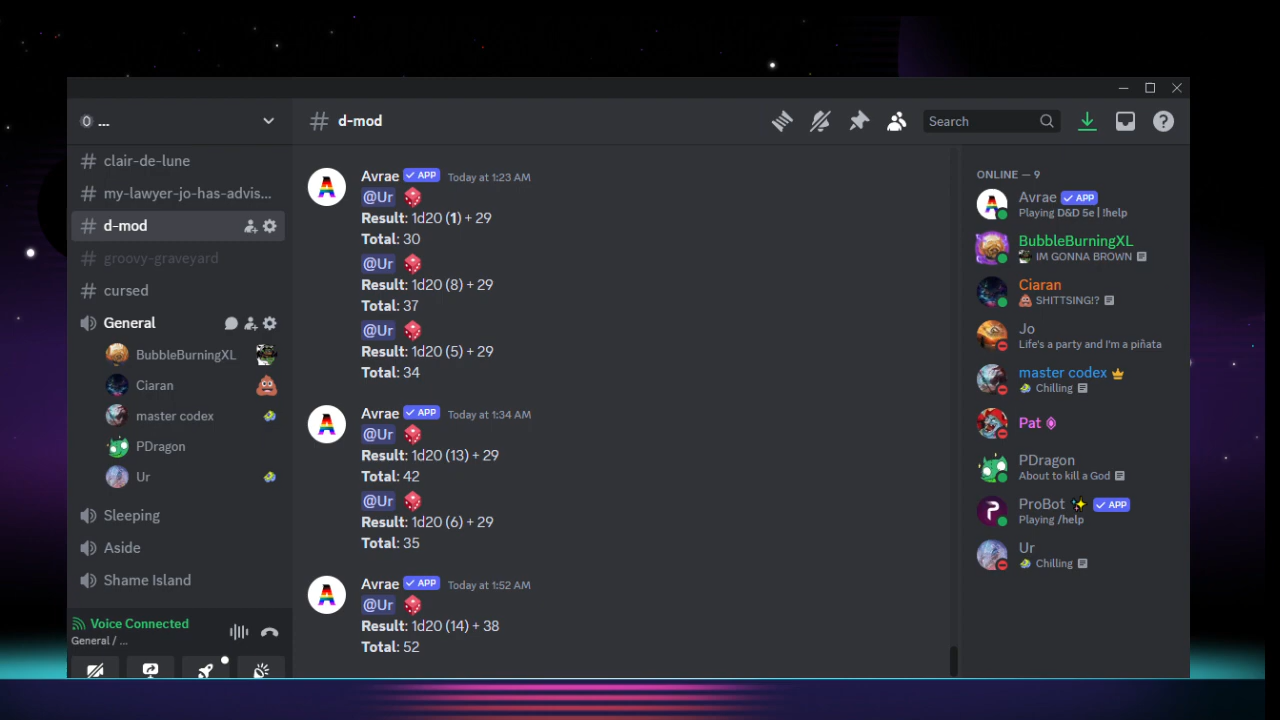 ...
clair-de-lune
my-lawyer-jo-has-advis...
d-mod
groovy-graveyard
cursed
General
BubbleBurningXL
Ciaran
master codex
PDragon
Ur
Sleeping
Aside
Shame Island
Voice Connected
General / ...
d-mod
Search
Avrae APP Today at 1:23 AM
@Ur
Result: 1d20 (1) + 29
Total: 30
@Ur
Result: 1d20 (8) + 29
Total: 37
@Ur
Result: 1d20 (5) + 29
Total: 34
Avrae APP Today at 1:34 AM
@Ur
Result: 1d20 (13) + 29
Total: 42
@Ur
Result: 1d20 (6) + 29
Total: 35
Avrae APP Today at 1:52 AM
@Ur
Result: 1d20 (14) + 38
Total: 52
ONLINE — 9
Avrae APP
Playing D&D 5e | !help
BubbleBurningXL
IM GONNA BROWN
Ciaran
SHITTSING!?
Jo
Life's a party and I'm a piñata
master codex
Chilling
Pat
PDragon
About to kill a God
ProBot ✨ APP
Playing /help
Ur
Chilling